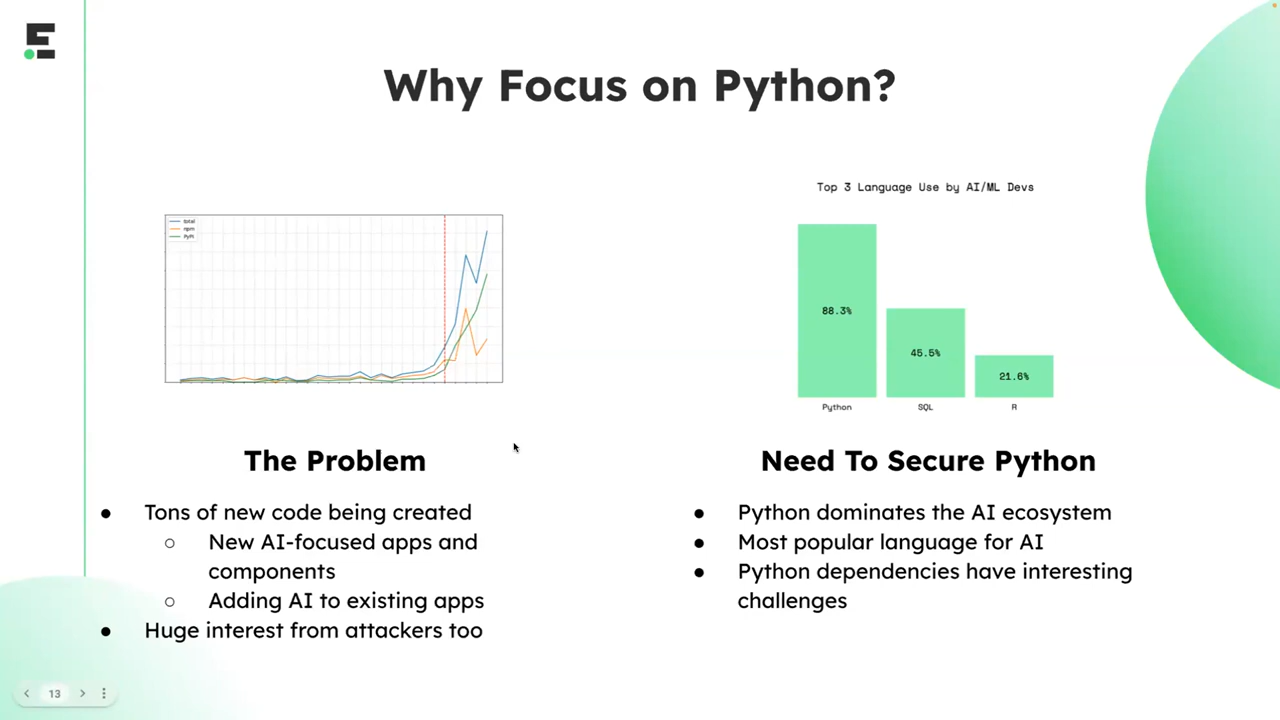 Why Focus on Python?
total
npm
PyPI
The Problem
● Tons of new code being created
○ New AI-focused apps and
components
○ Adding AI to existing apps
● Huge interest from attackers too
Top 3 Language Use by AI/ML Devs
88.3%
45.5%
21.6%
Python SQL R
Need To Secure Python
● Python dominates the AI ecosystem
● Most popular language for AI
● Python dependencies have interesting
challenges
13